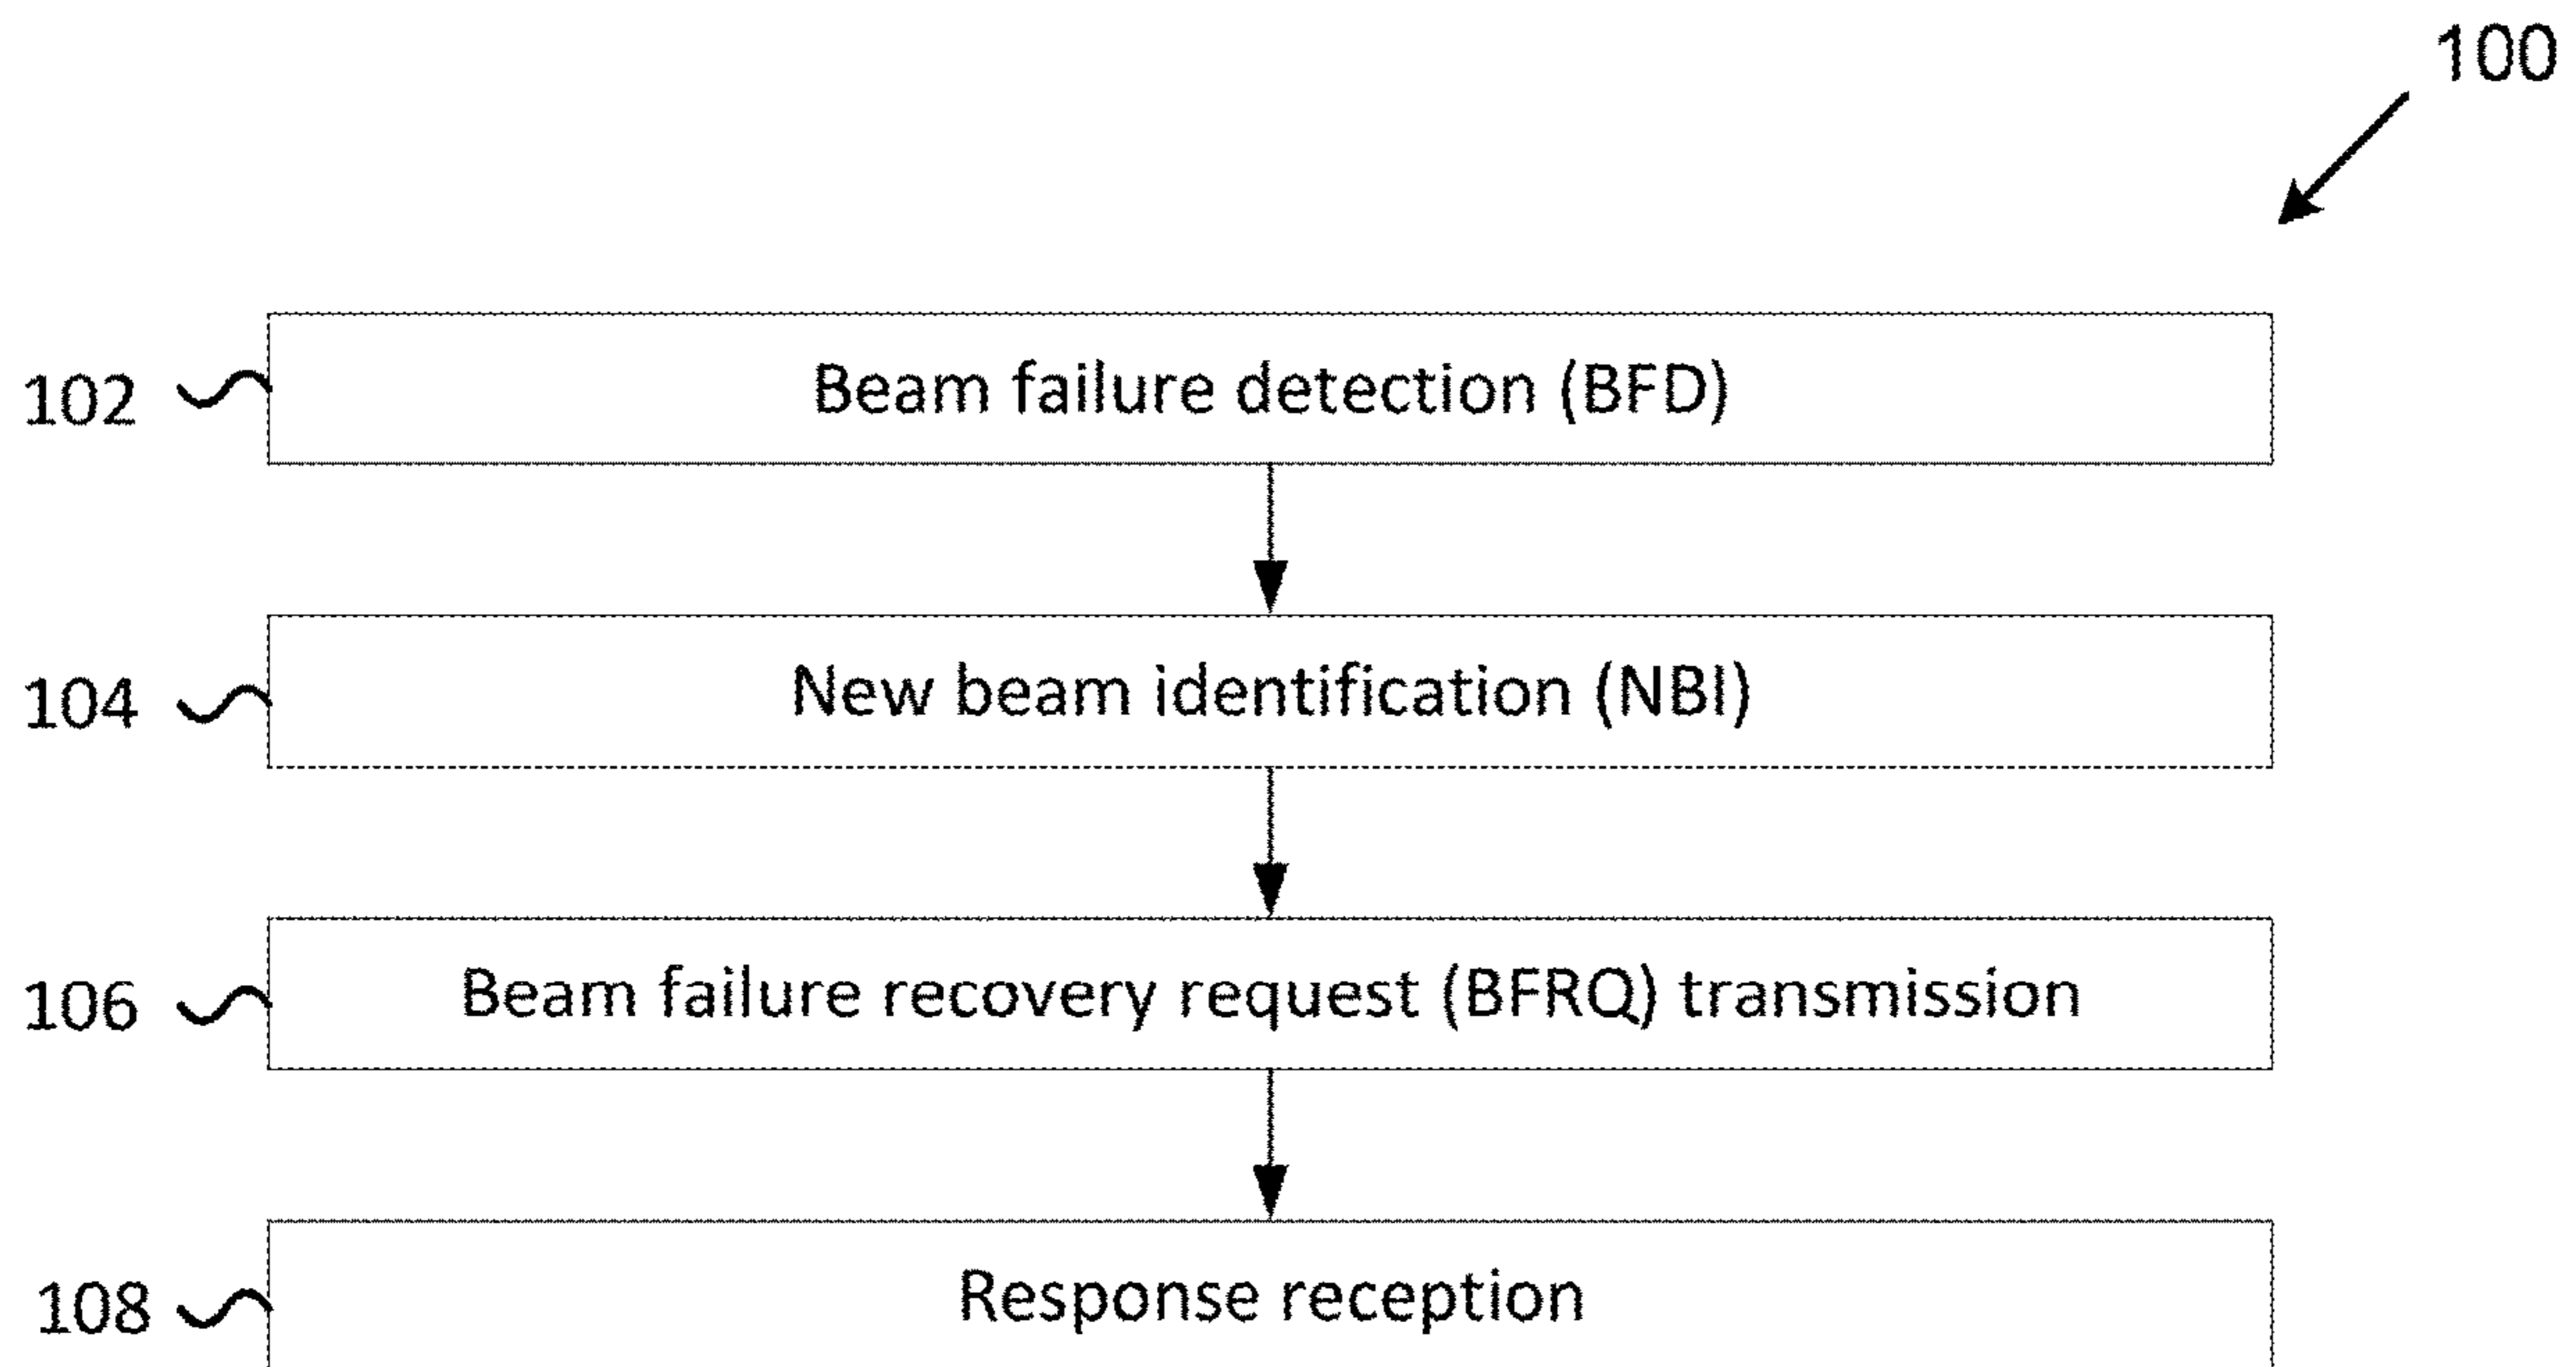 100
102 Beam failure detection (BFD)
104 New beam identification (NBI)
106 Beam failure recovery request (BFRQ) transmission
108 Response reception